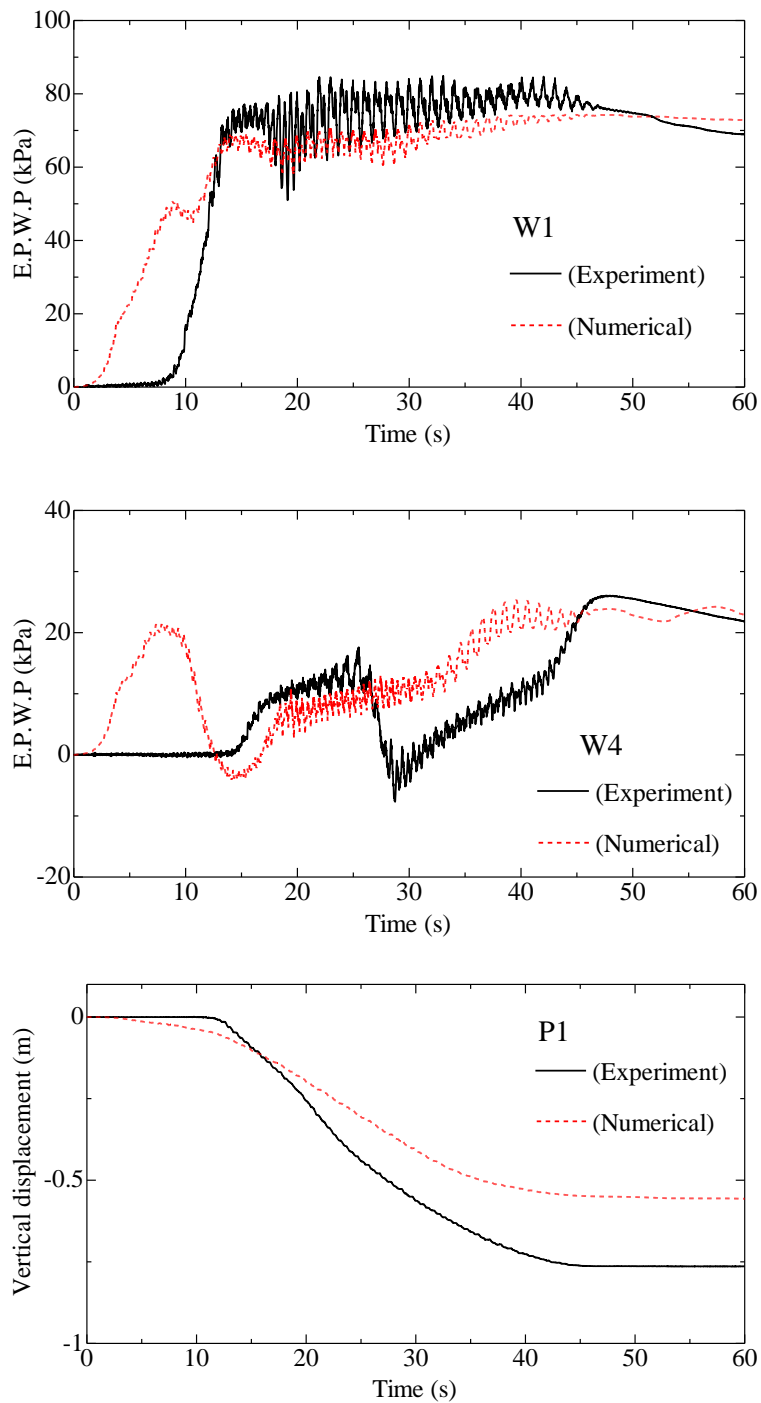 100
80
60
40
20
0
E.P.W.P (kPa)
W1
(Experiment)
(Numerical)
0 10 20 30 40 50 60
Time (s)
40
20
0
-20
E.P.W.P (kPa)
W4
(Experiment)
(Numerical)
0 10 20 30 40 50 60
Time (s)
0
-0.5
-1
Vertical displacement (m)
P1
(Experiment)
(Numerical)
0 10 20 30 40 50 60
Time (s)